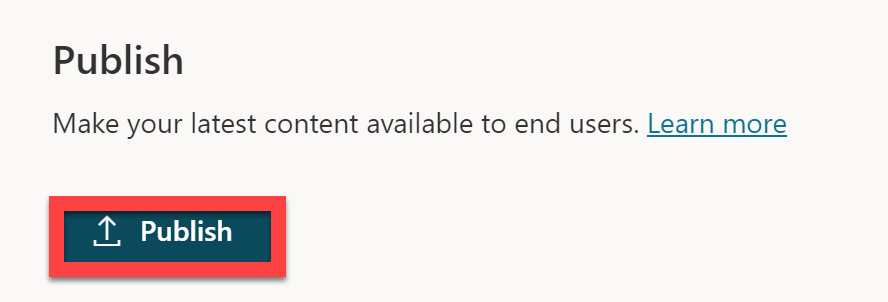 Publish
Make your latest content available to end users. Learn more
Publish